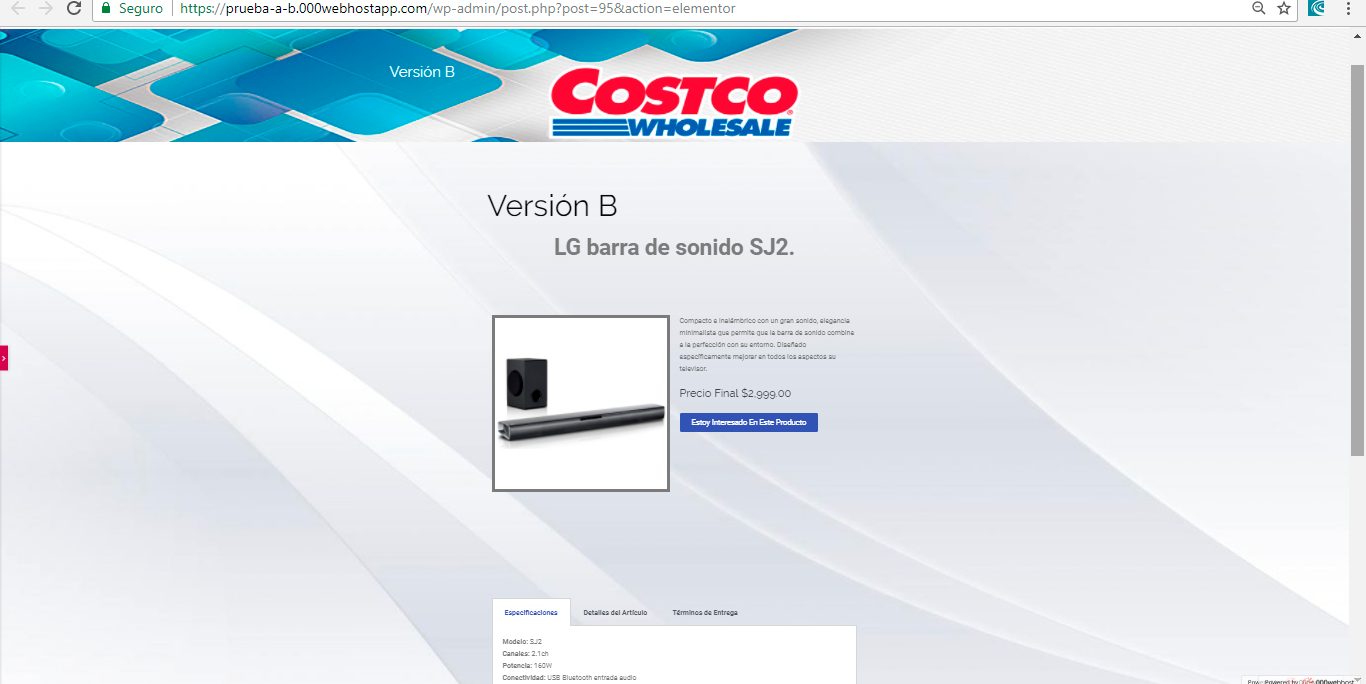 Seguro
https://prueba-a-b.000webhostapp.com/wp-admin/post.php?post=95&action=elementor
Versión B
COSTCO
WHOLESALE
Versión B
LG barra de sonido SJ2.
Compacto e inalámbrico con un gran sonido, elegancia
minimalista que permite que la barra de sonido combine
a la perfección con su entorno. Diseñado
específicamente mejorar en todos los aspectos su
televisor.
Precio Final $2,999.00
Estoy Interesado En Este Producto
Especificaciones
Detalles del Artículo
Términos de Entrega
Modelo: SJ2
Canales: 2.1ch
Potencia: 160W
Conectividad: USB Bluetooth entrada audio
Powered by
000webhost